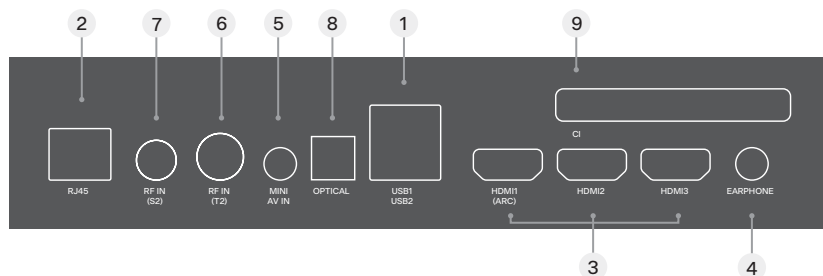 2 7 6 5 8 1 9
CI
RJ45
RF IN
(S2)
RF IN
(T2)
MINI
AV IN
OPTICAL
USB1
USB2
HDMI1
(ARC)
HDMI2
HDMI3
EARPHONE
3 4